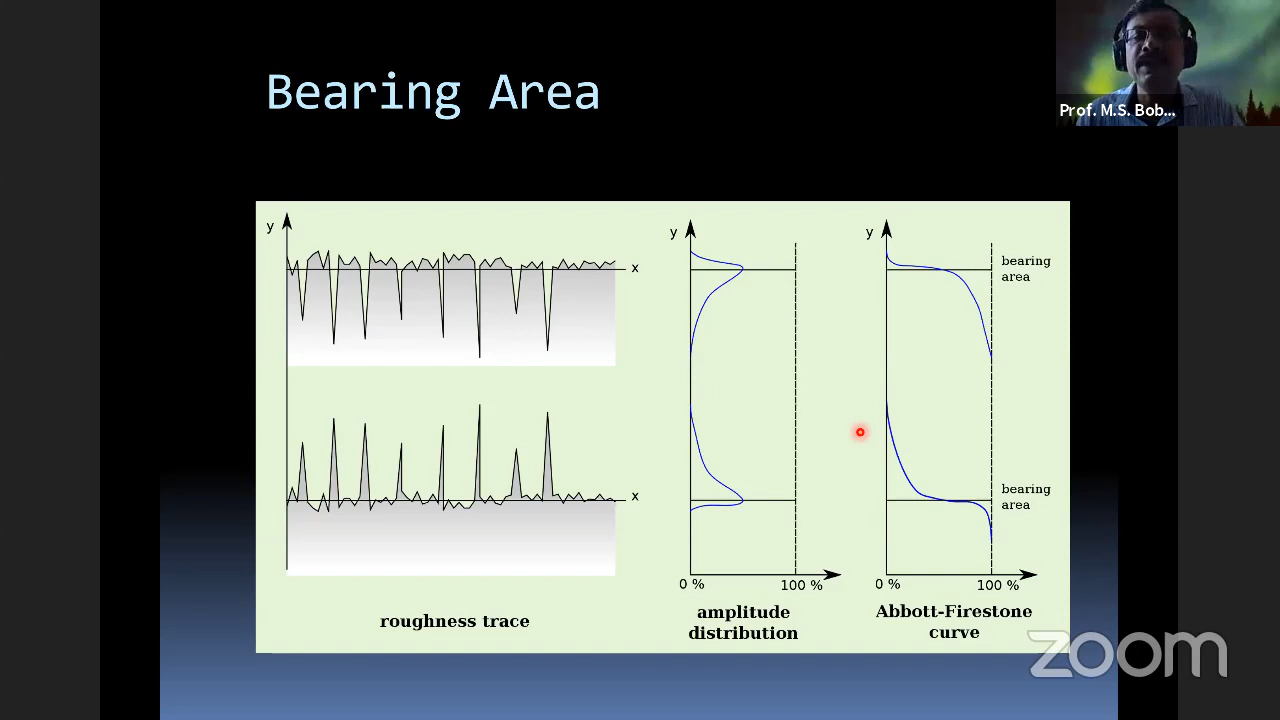 Bearing Area
Prof. M.S. Bob...
y
x
x
roughness trace
y
0 %
100 %
amplitude
distribution
y
bearing
area
bearing
area
0 %
100 %
Abbott-Firestone
curve
zoom